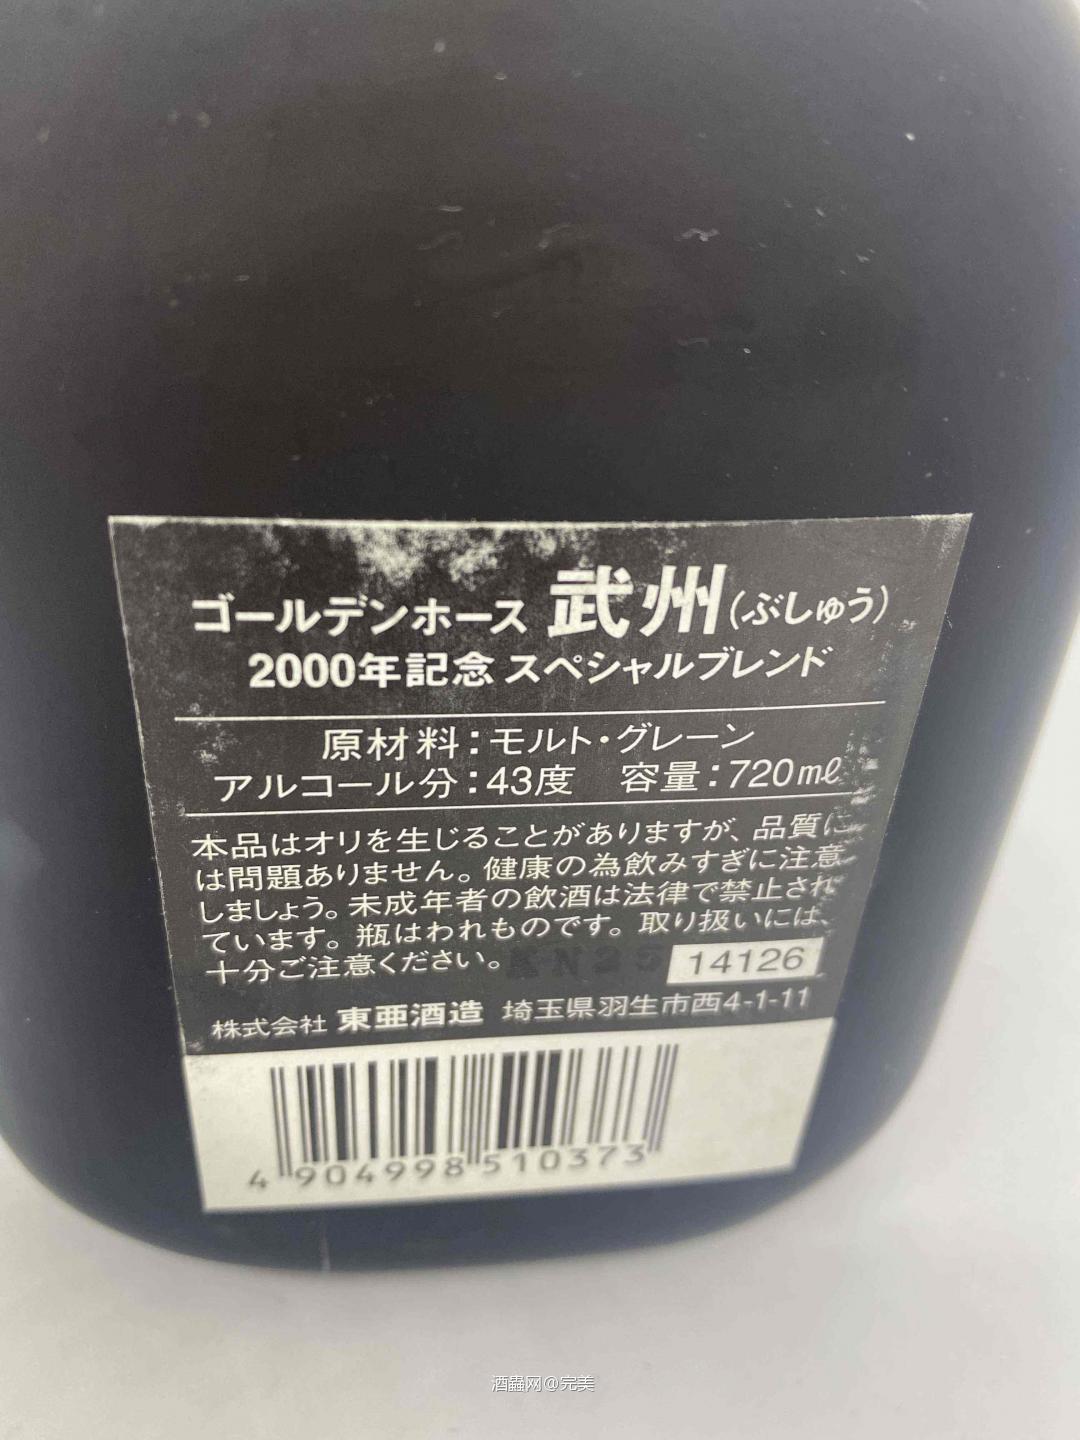 ゴールデンホース 武州(ぶしゅう)
2000年記念 スペシャルブレンド
原材料:モルト・グレーン
アルコール分:43度 容量:720ml
本品はオリを生じることがありますが、品質に
は問題ありません。健康の為飲みすぎに注意
しましょう。未成年者の飲酒は法律で禁止され
ています。瓶はわれものです。取り扱いには、
十分ご注意ください。
14126
株式会社 東亜酒造 埼玉県羽生市西4-1-11
4 904998 510373
酒蟲网@完美